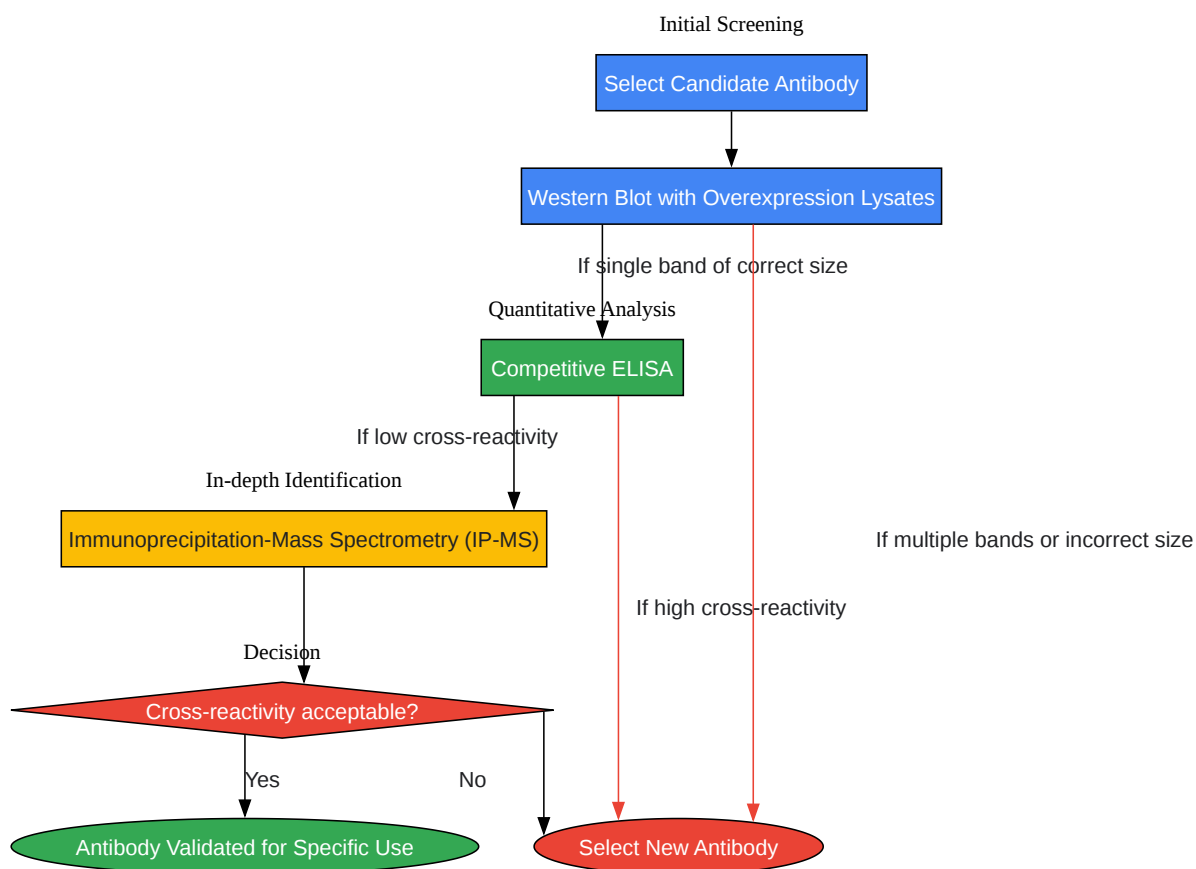 Initial Screening
Select Candidate Antibody
Western Blot with Overexpression Lysates
If single band of correct size
Quantitative Analysis
Competitive ELISA
If low cross-reactivity
In-depth Identification
Immunoprecipitation-Mass Spectrometry (IP-MS)
If multiple bands or incorrect size
If high cross-reactivity
Decision
Cross-reactivity acceptable?
Yes
No
Antibody Validated for Specific Use
Select New Antibody